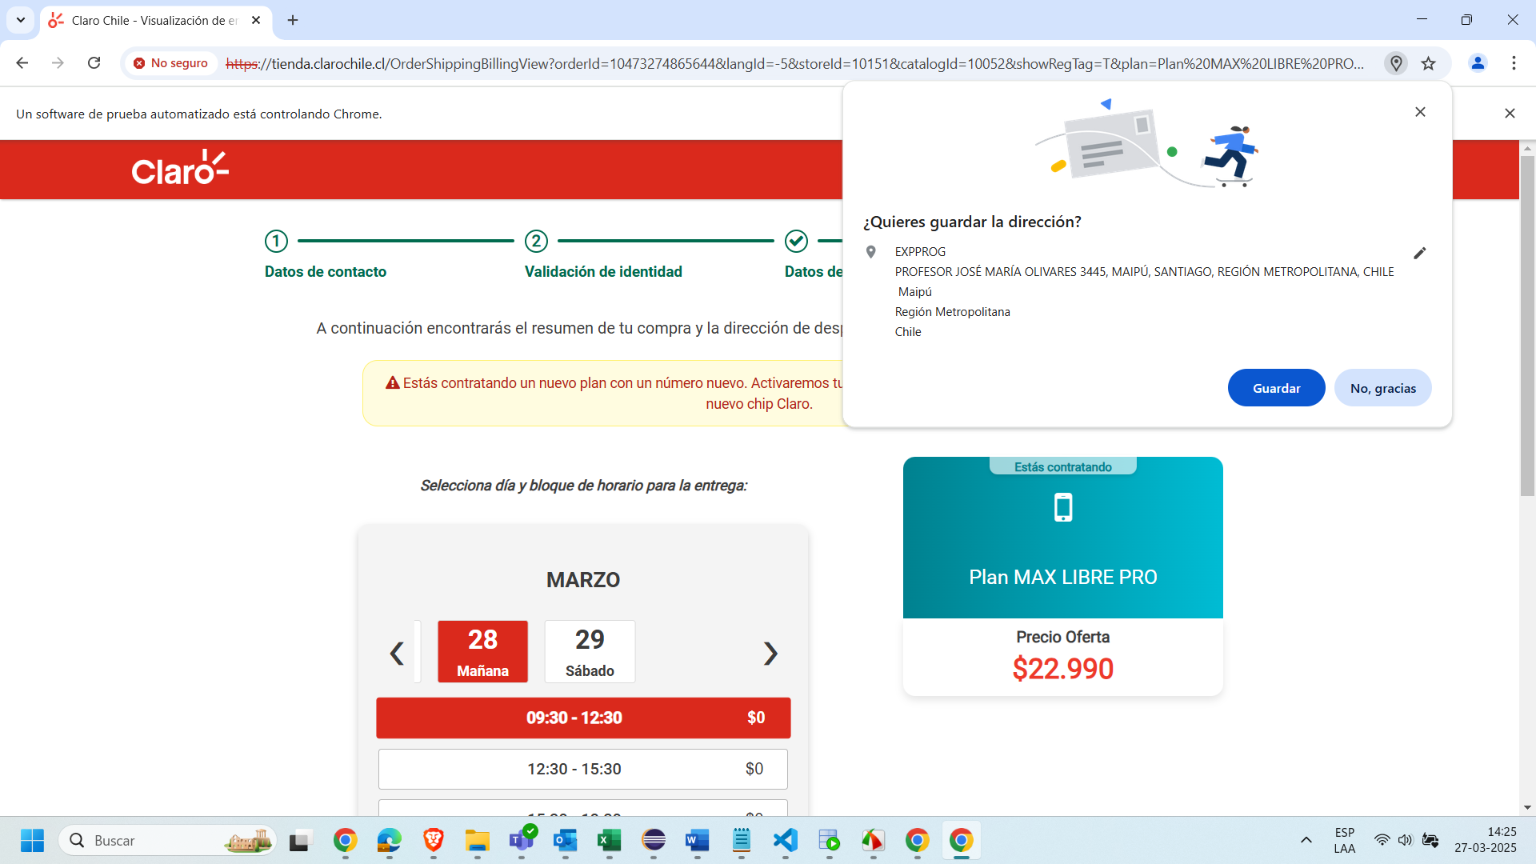 Claro Chile - Visualización de
No seguro
https://tienda.clarochile.cl/OrderShippingBillingView?orderId=10473274865644&langId=-5&storeId=10151&catalogId=10052&showRegTag=T&plan=Plan%20MAX%20LIBRE%20PRO...
Un software de prueba automatizado está controlando Chrome.
Claro
¿Quieres guardar la dirección?
EXPPROG
PROFESOR JOSÉ MARÍA OLIVARES 3445, MAIPÚ, SANTIAGO, REGIÓN METROPOLITANA, CHILE
Maipú
Región Metropolitana
Chile
Guardar
No, gracias
1
2
Datos de contacto
Validación de identidad
Datos de
A continuación encontrarás el resumen de tu compra y la dirección de
Estás contratando un nuevo plan con un número nuevo. Activaremos tu
nuevo chip Claro.
Selecciona día y bloque de horario para la entrega:
MARZO
28
Mañana
29
Sábado
09:30 - 12:30 $0
12:30 - 15:30 $0
Estás contratando
Plan MAX LIBRE PRO
Precio Oferta
$22.990
Buscar
ESP
LAA
14:25
27-03-2025